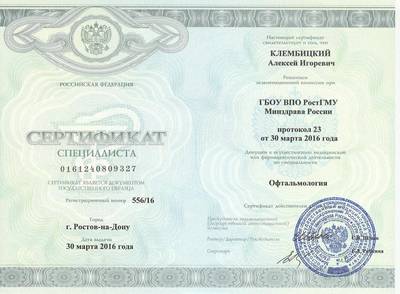 РОССИЙСКАЯ ФЕДЕРАЦИЯ
СЕРТИФИКАТ
СПЕЦИАЛИСТА
0161240809327
СЕРТИФИКАТ ЯВЛЯЕТСЯ ДОКУМЕНТОМ
ГОСУДАРСТВЕННОГО ОБРАЗЦА
Регистрационный номер 556/16
Город
г. Ростов-на-Дону
Дата выдачи
30 марта 2016 года
Настоящий сертификат
свидетельствует о том, что
КЛЕМБИЦКИЙ
Алексей Игоревич
Решением
экзаменационной комиссии при
ГБОУ ВПО РостГМУ
Минздрава России
протокол 23
от 30 марта 2016 года
Допущен к осуществлению медицинской
или фармацевтической деятельности
по специальности
Офтальмология
Сертификат действителен
Председатель экзаменационной
комиссии
Ректор/Директор/Руководитель
Секретарь